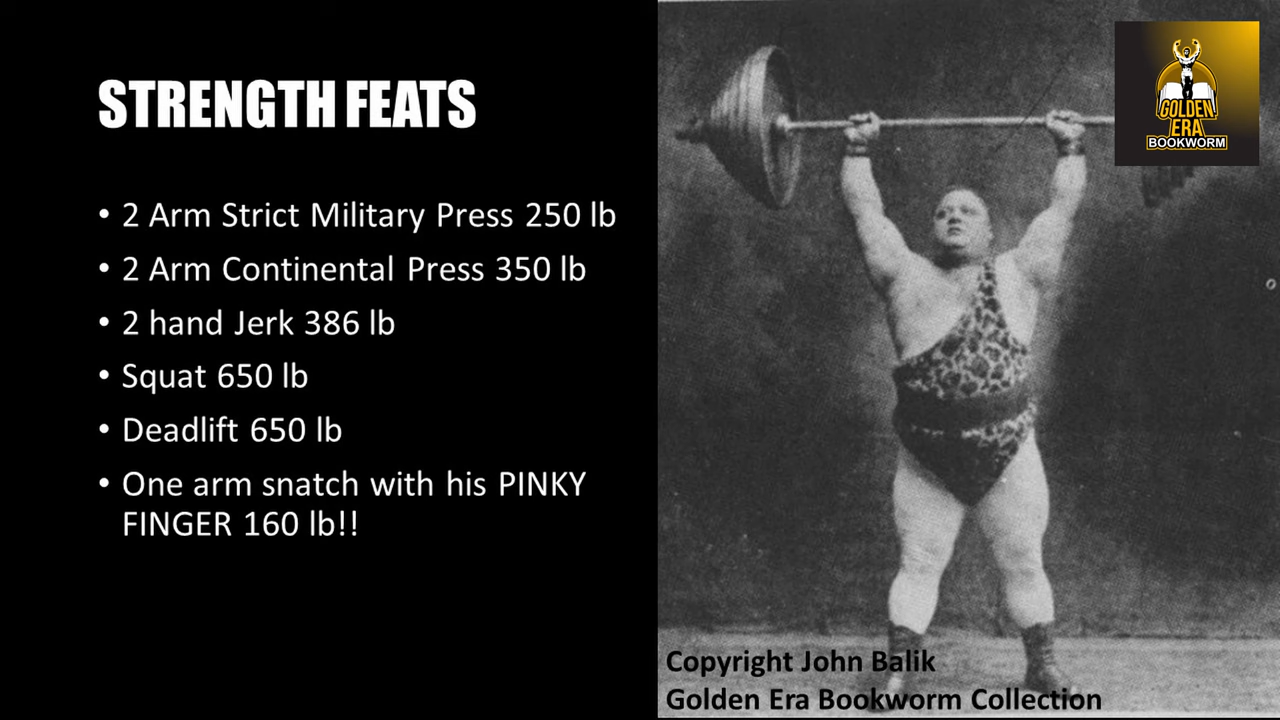 STRENGTH FEATS
• 2 Arm Strict Military Press 250 lb
• 2 Arm Continental Press 350 lb
• 2 hand Jerk 386 lb
• Squat 650 lb
• Deadlift 650 lb
• One arm snatch with his PINKY
FINGER 160 lb!!
GOLDEN
ERA
BOOKWORM
Copyright John Balik
Golden Era Bookworm Collection